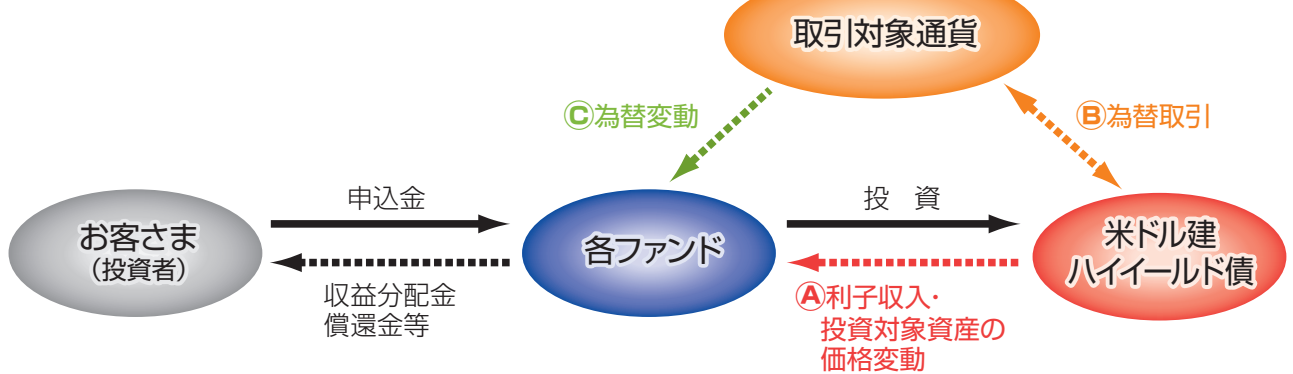 取引対象通貨
Ⓒ為替変動
Ⓑ為替取引
申込金
投 資
お客さま
（投資者）
各ファンド
米ドル建
ハイイールド債
収益分配金
償還金等
Ⓐ利子収入・
投資対象資産の
価格変動